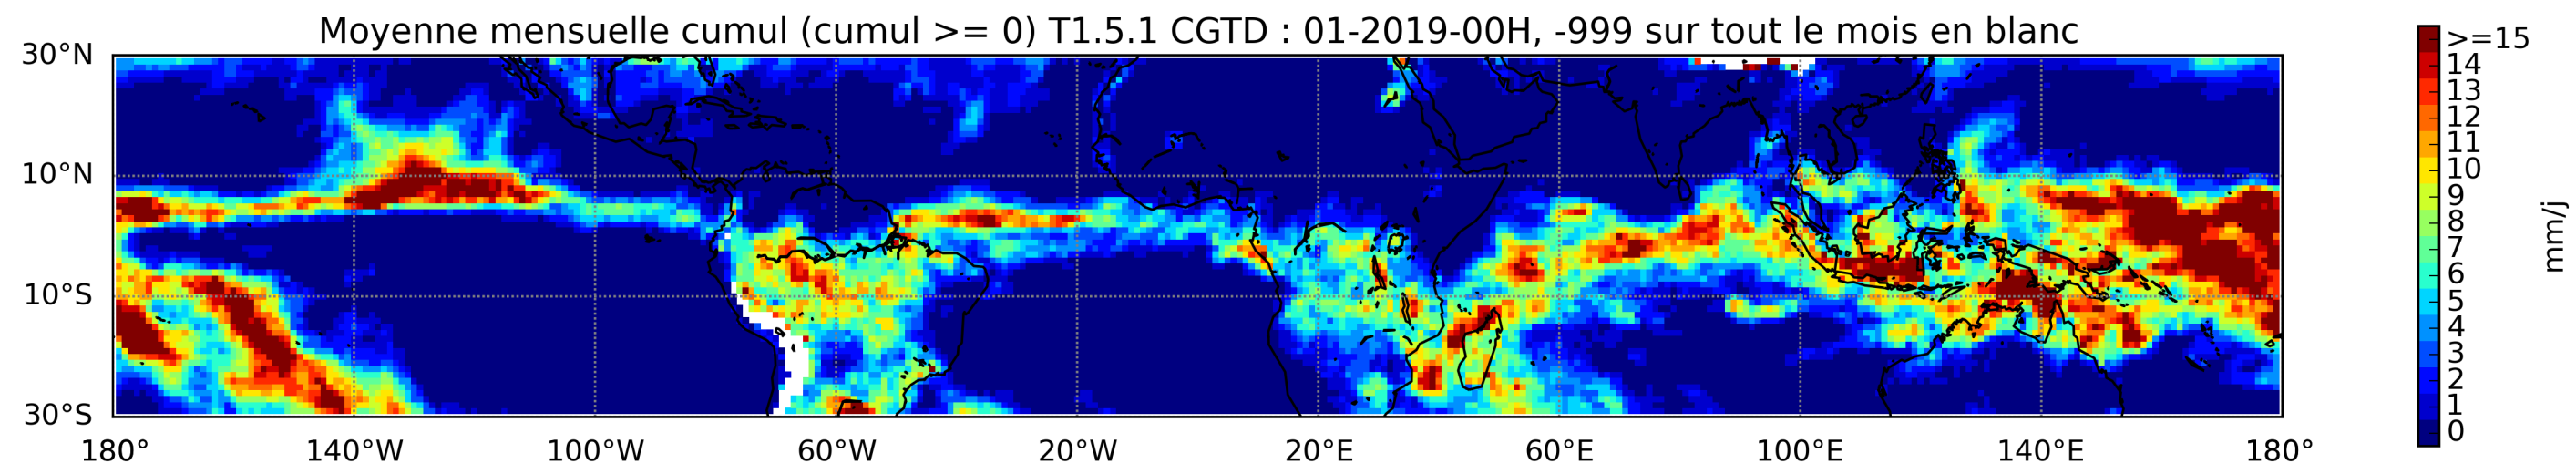 Moyenne mensuelle cumul (cumul >= 0) T1.5.1 CGTD : 01-2019-00H, -999 sur tout le mois en blanc
30°N
10°N
10°S
30°S
180°
140°W
100°W
60°W
20°W
20°E
60°E
100°E
140°E
180°
>=15
14
13
12
11
10
9
8
7
6
5
4
3
2
1
0
mm/j